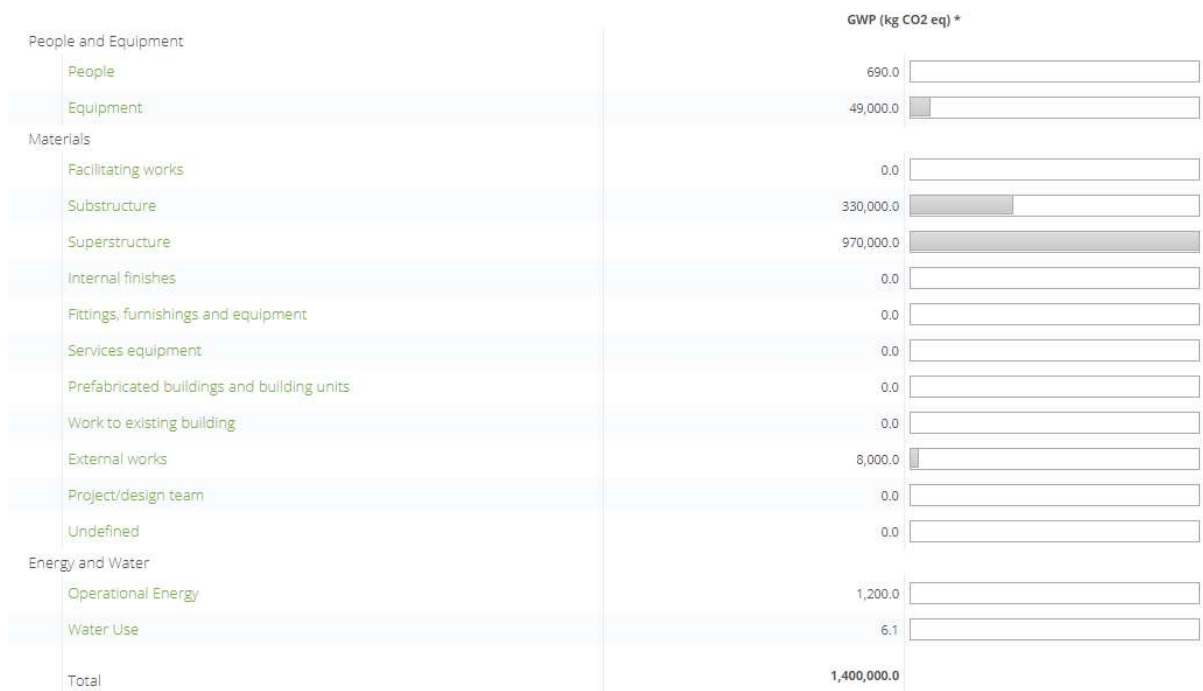 GWP (kg CO2 eq) *
People and Equipment
People 690.0
Equipment 49,000.0
Materials
Facilitating works 0.0
Substructure 330,000.0
Superstructure 970,000.0
Internal finishes 0.0
Fittings, furnishings and equipment 0.0
Services equipment 0.0
Prefabricated buildings and building units 0.0
Work to existing building 0.0
External works 8,000.0
Project/design team 0.0
Undefined 0.0
Energy and Water
Operational Energy 1,200.0
Water Use 6.1
Total 1,400,000.0